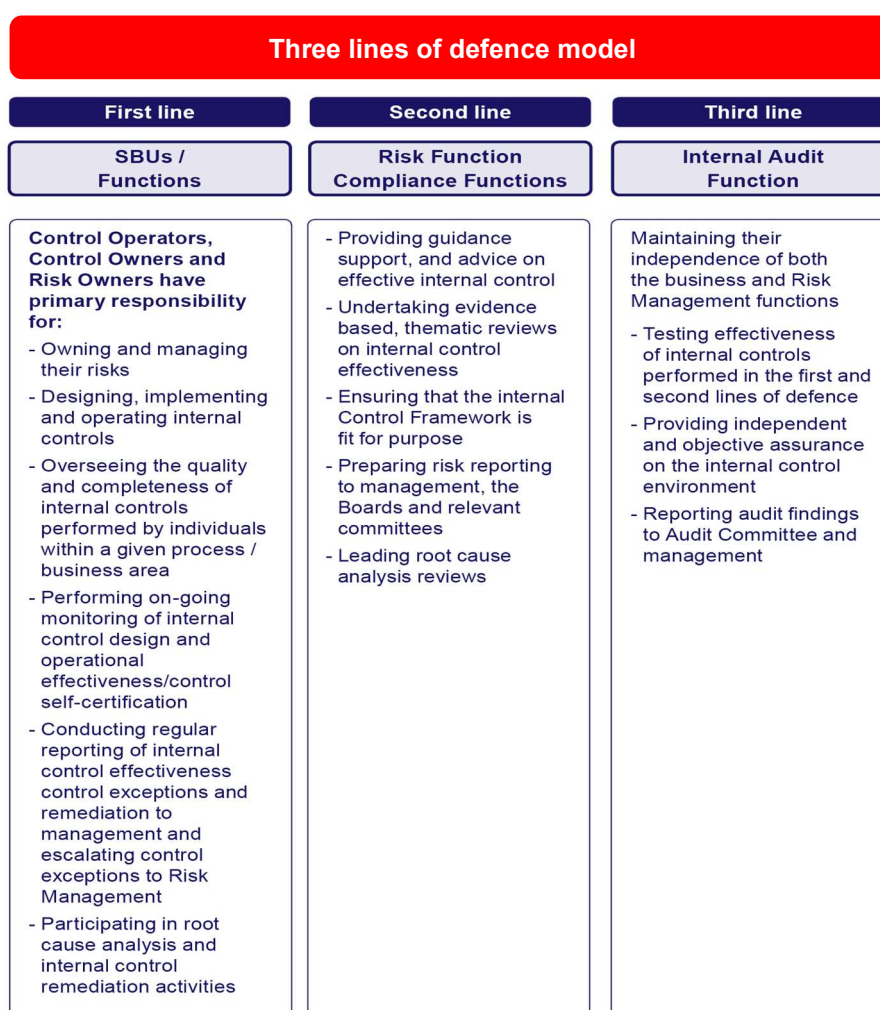 Three lines of defence model
First line
SBUs /
Functions
Control Operators,
Control Owners and
Risk Owners have
primary responsibility
for:
- Owning and managing
their risks
- Designing, implementing
and operating internal
controls
- Overseeing the quality
and completeness of
internal controls
performed by individuals
within a given process /
business area
- Performing on-going
monitoring of internal
control design and
operational
effectiveness/control
self-certification
- Conducting regular
reporting of internal
control effectiveness
control exceptions and
remediation to
management and
escalating control
exceptions to Risk
Management
- Participating in root
cause analysis and
internal control
remediation activities
Second line
Risk Function
Compliance Functions
- Providing guidance
support, and advice on
effective internal control
- Undertaking evidence
based, thematic reviews
on internal control
effectiveness
- Ensuring that the internal
Control Framework is
fit for purpose
- Preparing risk reporting
to management, the
Boards and relevant
committees
- Leading root cause
analysis reviews
Third line
Internal Audit
Function
Maintaining their
independence of both
the business and Risk
Management functions
- Testing effectiveness
of internal controls
performed in the first and
second lines of defence
- Providing independent
and objective assurance
on the internal control
environment
- Reporting audit findings
to Audit Committee and
management